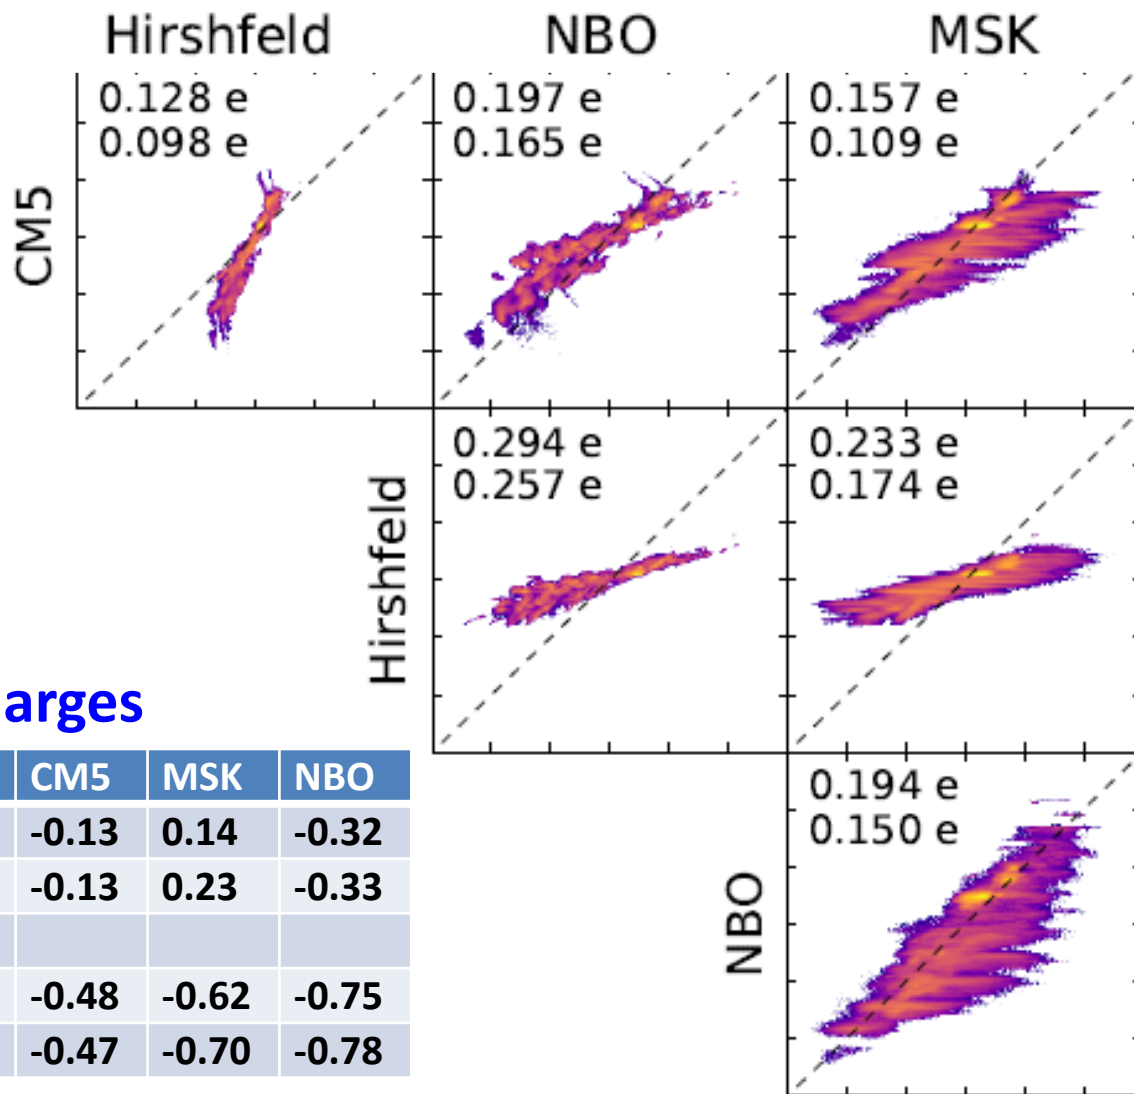 Hirshfeld NBO MSK
CM5
0.128 e
0.098 e
0.197 e
0.165 e
0.157 e
0.109 e
Hirshfeld
0.294 e
0.257 e
0.233 e
0.174 e
NBO
0.194 e
0.150 e
arges
CM5 MSK NBO
-0.13 0.14 -0.32
-0.13 0.23 -0.33
-0.48 -0.62 -0.75
-0.47 -0.70 -0.78